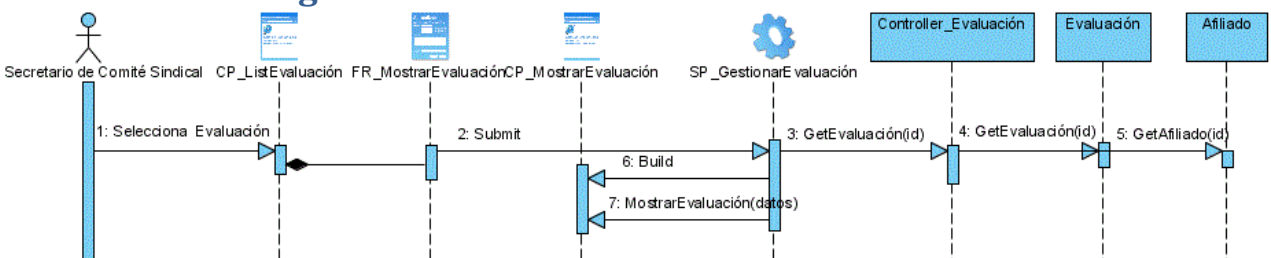 Controller_Evaluación
Evaluación
Afiliado
Secretario de Comité Sindical
CP_ListEvaluación
FR_MostrarEvaluación
CP_MostrarEvaluación
SP_GestionarEvaluación
1: Selecciona Evaluación
2: Submit
3: GetEvaluación(id)
4: GetEvaluación(id)
5: GetAfiliado(id)
6: Build
7: MostrarEvaluación(datos)